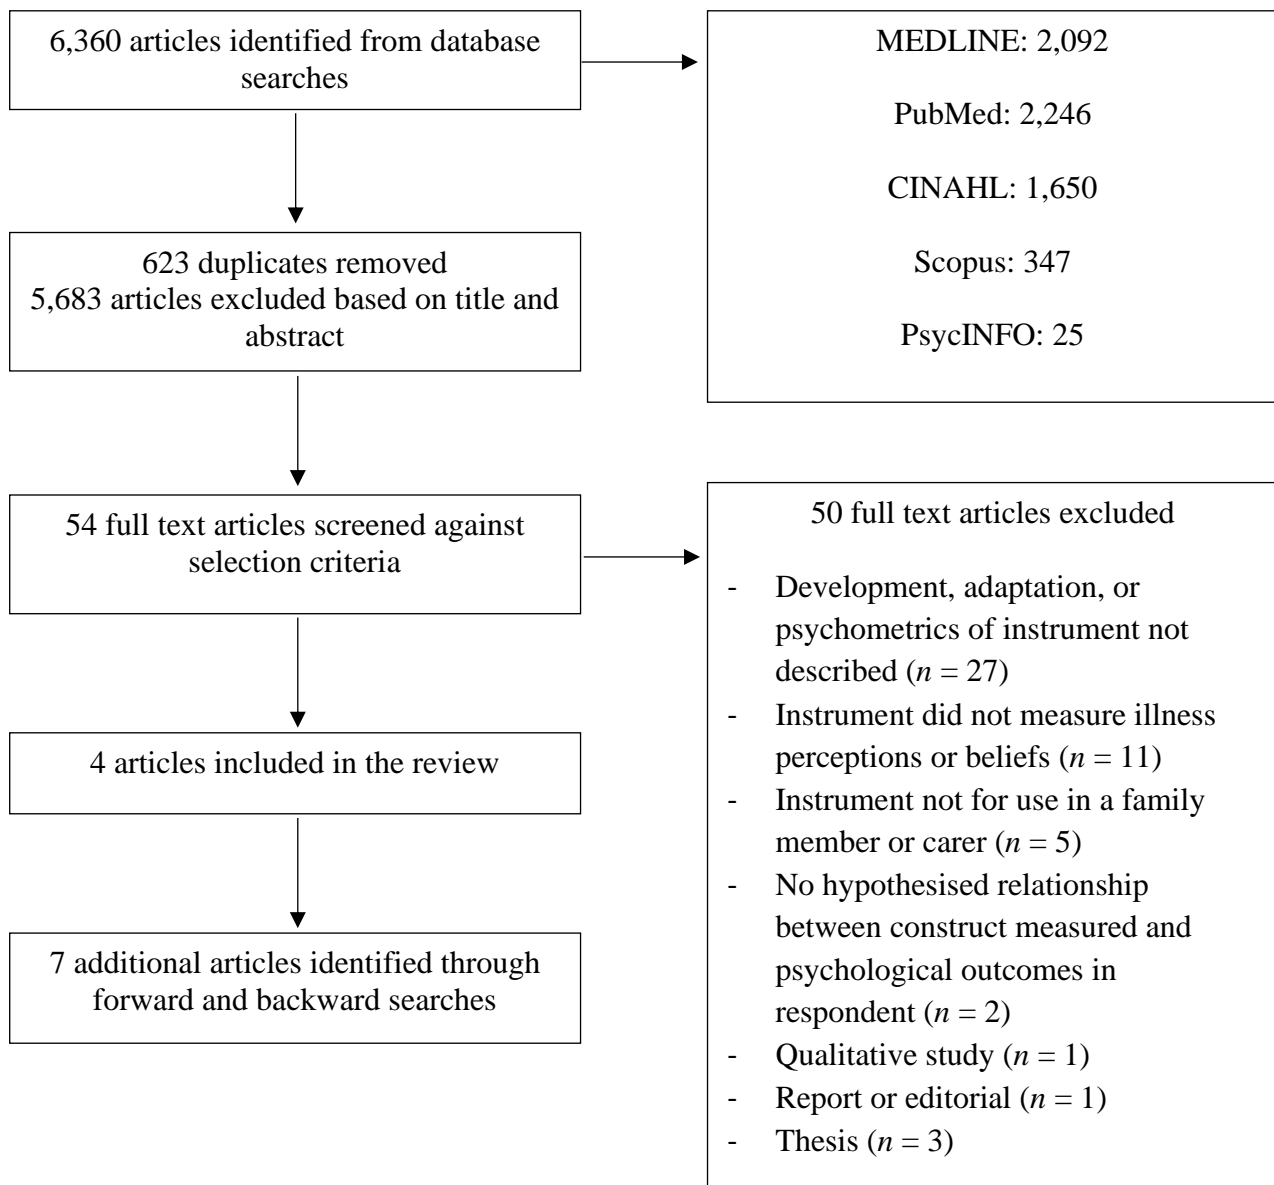 6,360 articles identified from database
searches
MEDLINE: 2,092
PubMed: 2,246
CINAHL: 1,650
Scopus: 347
PsycINFO: 25
623 duplicates removed
5,683 articles excluded based on title and
abstract
54 full text articles screened against
selection criteria
50 full text articles excluded
- Development, adaptation, or
psychometrics of instrument not
described (n = 27)
- Instrument did not measure illness
perceptions or beliefs (n = 11)
- Instrument not for use in a family
member or carer (n = 5)
- No hypothesised relationship
between construct measured and
psychological outcomes in
respondent (n = 2)
- Qualitative study (n = 1)
- Report or editorial (n = 1)
- Thesis (n = 3)
4 articles included in the review
7 additional articles identified through
forward and backward searches